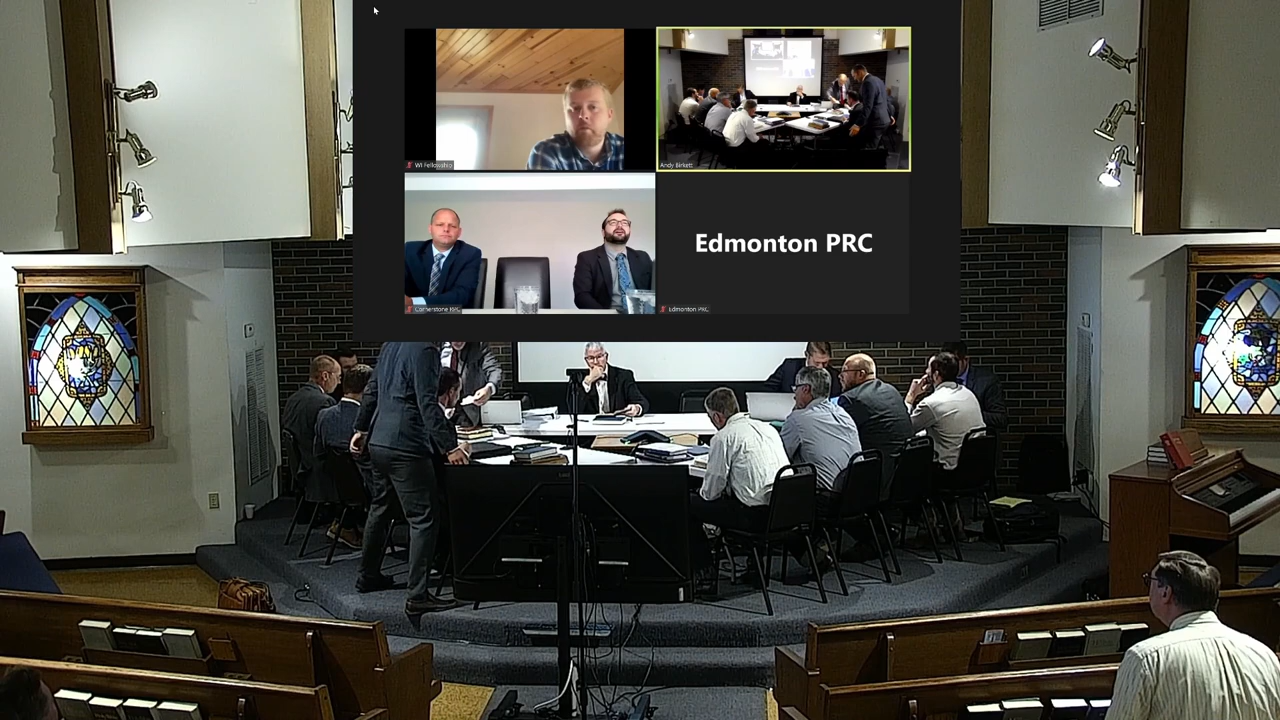 WI Fellowship
Andy Birkett
Edmonton PRC
Cornerstone PRC
Edmonton PRC